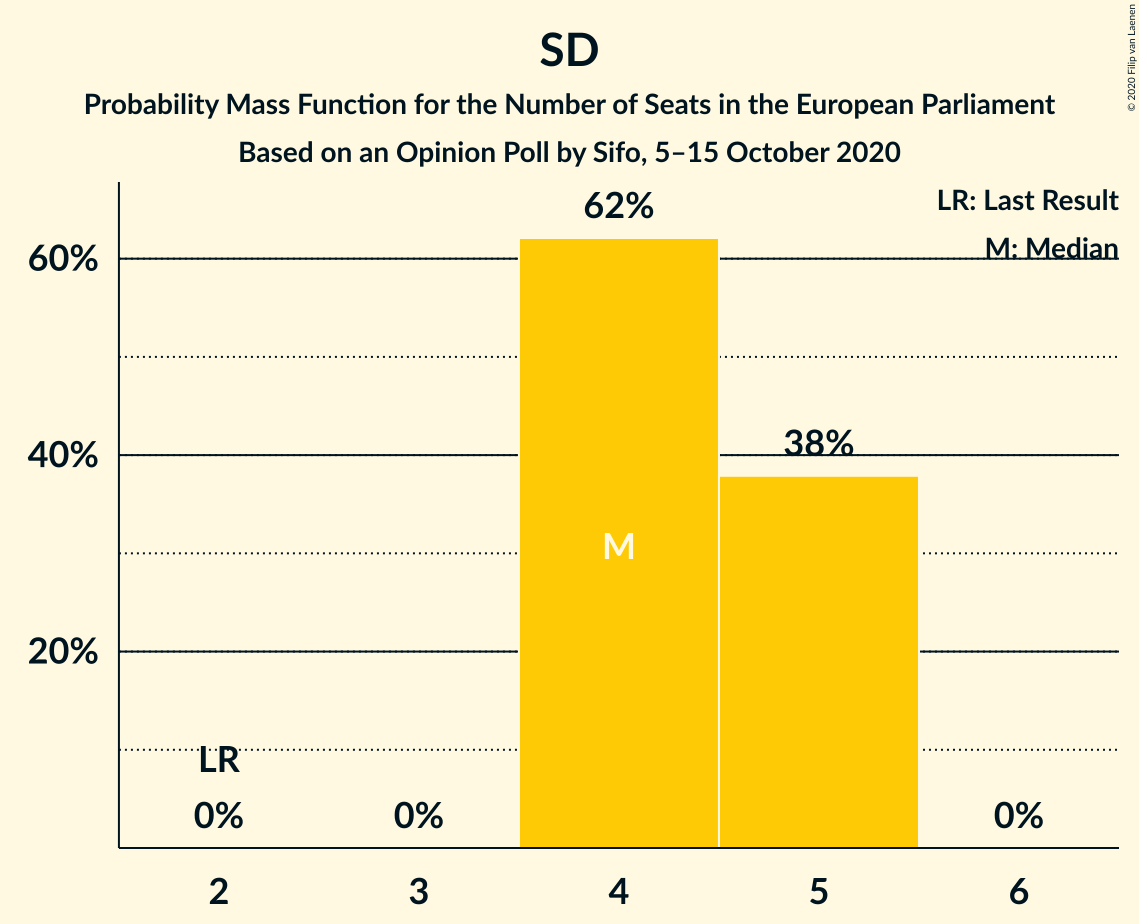 SD
Probability Mass Function for the Number of Seats in the European Parliament
Based on an Opinion Poll by Sifo, 5–15 October 2020
© 2020 Filip van Laenen
LR: Last Result
M: Median
62%
60%
38%
40%
M
20%
LR
0%
0%
0%
2
3
4
5
6